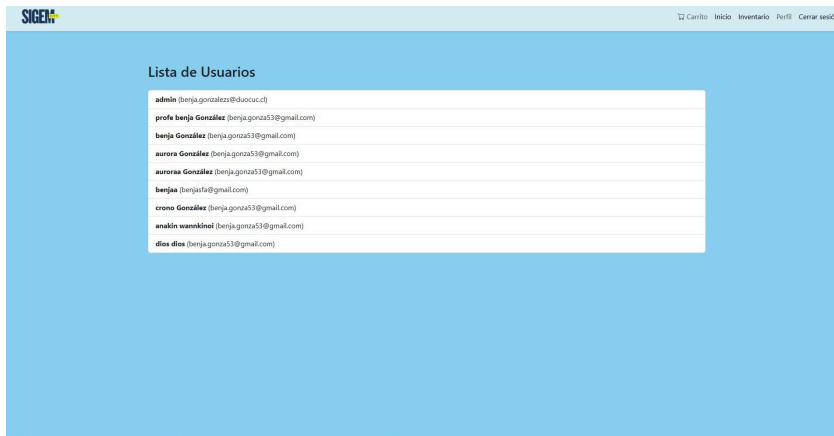 SIGEM
Carrito Inicio Inventario Perfil Cerrar sesió
Lista de Usuarios
admin (benja.gonzalezs@duocuc.cl)
profe benja González (benja.gonza53@gmail.com)
benja González (benja.gonza53@gmail.com)
aurora González (benja.gonza53@gmail.com)
auroraa González (benja.gonza53@gmail.com)
benjaa (benjasfa@gmail.com)
crono González (benja.gonza53@gmail.com)
anakin wannkinoi (benja.gonza53@gmail.com)
dios dios (benja.gonza53@gmail.com)